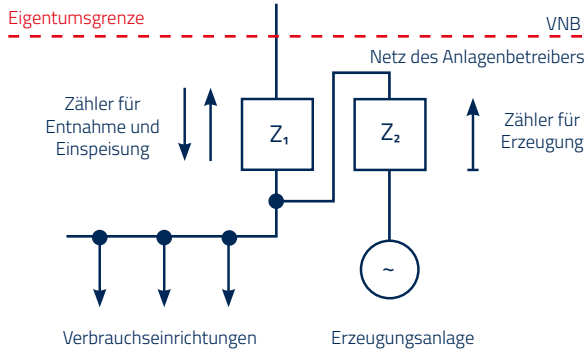 Eigentumsgrenze
VNB
Netz des Anlagenbetreibers
Zähler für
Entnahme und
Einspeisung
Z₁
Z₂
Zähler für
Erzeugung
~
Verbrauchseinrichtungen
Erzeugungsanlage